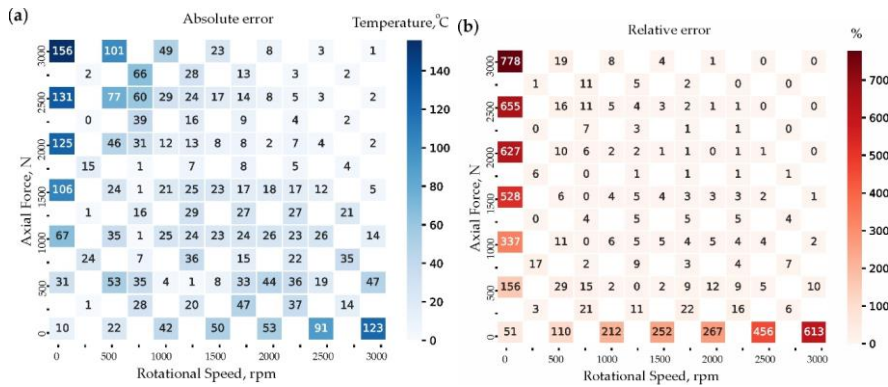 (a)
Absolute error
Temperature,°C
3000 156 101 49 23 8 3 1
2 66 28 13 3 2
2500 131 77 60 29 24 17 14 8 5 3 2
0 39 16 9 4 2
2000 125 46 31 12 13 8 8 2 7 4 2
15 1 7 8 5 4
1500 106 24 1 21 25 23 17 18 17 12 5
1 16 29 27 27 21
1000 67 35 1 25 24 23 24 26 23 26 14
24 7 36 15 22 35
500 31 53 35 4 1 8 33 44 36 19 47
1 28 20 47 37 14
0 10 22 42 50 53 91 123
0 500 1000 1500 2000 2500 3000
Rotational Speed, rpm
Axial Force, N
140
120
100
80
60
40
20
0
(b)
Relative error
%
3000 778 19 8 4 1 0 0
1 11 5 2 0 0
2500 655 16 11 5 4 3 2 1 1 0 0
0 7 3 1 1 0
2000 627 10 6 2 2 1 1 0 1 1 0
6 0 1 1 1 1
1500 528 6 0 4 5 4 3 3 3 2 1
0 4 5 5 5 4
1000 337 11 0 6 5 5 4 5 4 4 2
17 2 9 3 4 7
500 156 29 15 2 0 2 9 12 9 5 10
3 21 11 22 16 6
0 51 110 212 252 267 456 613
0 500 1000 1500 2000 2500 3000
Rotational Speed, rpm
Axial Force, N
700
600
500
400
300
200
100
0